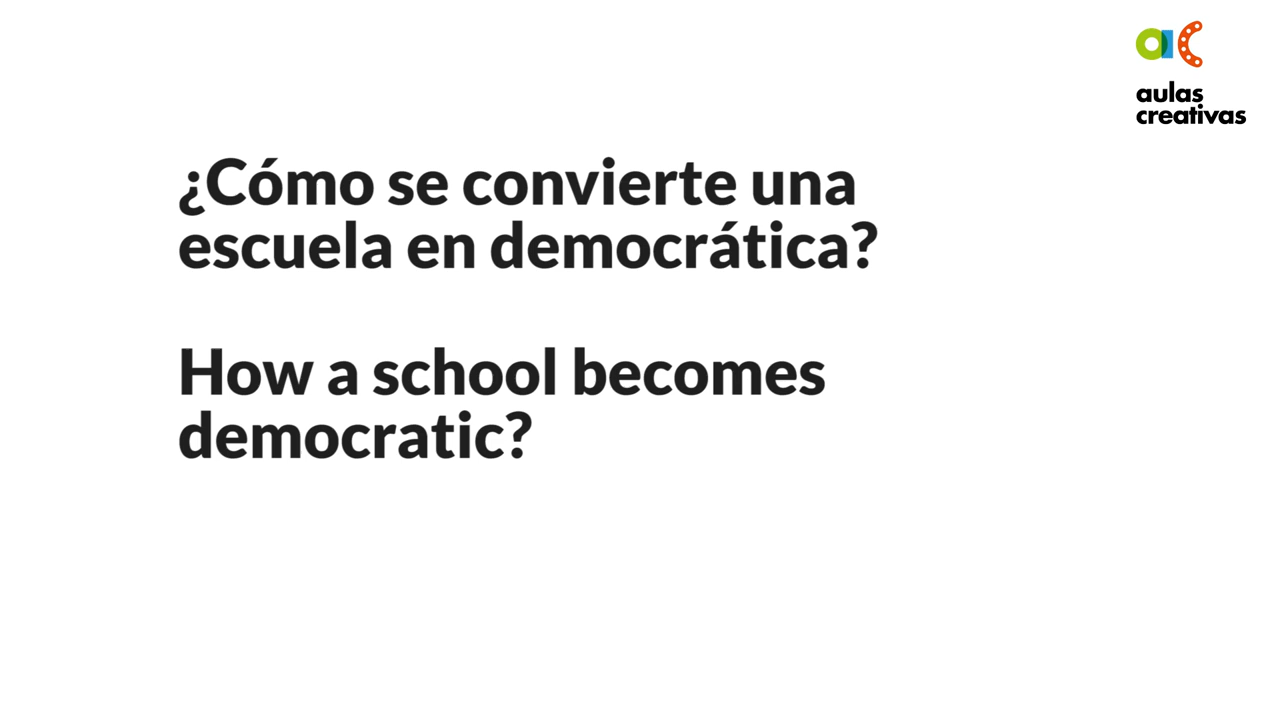 aulas
creativas
¿Cómo se convierte una
escuela en democrática?
How a school becomes
democratic?